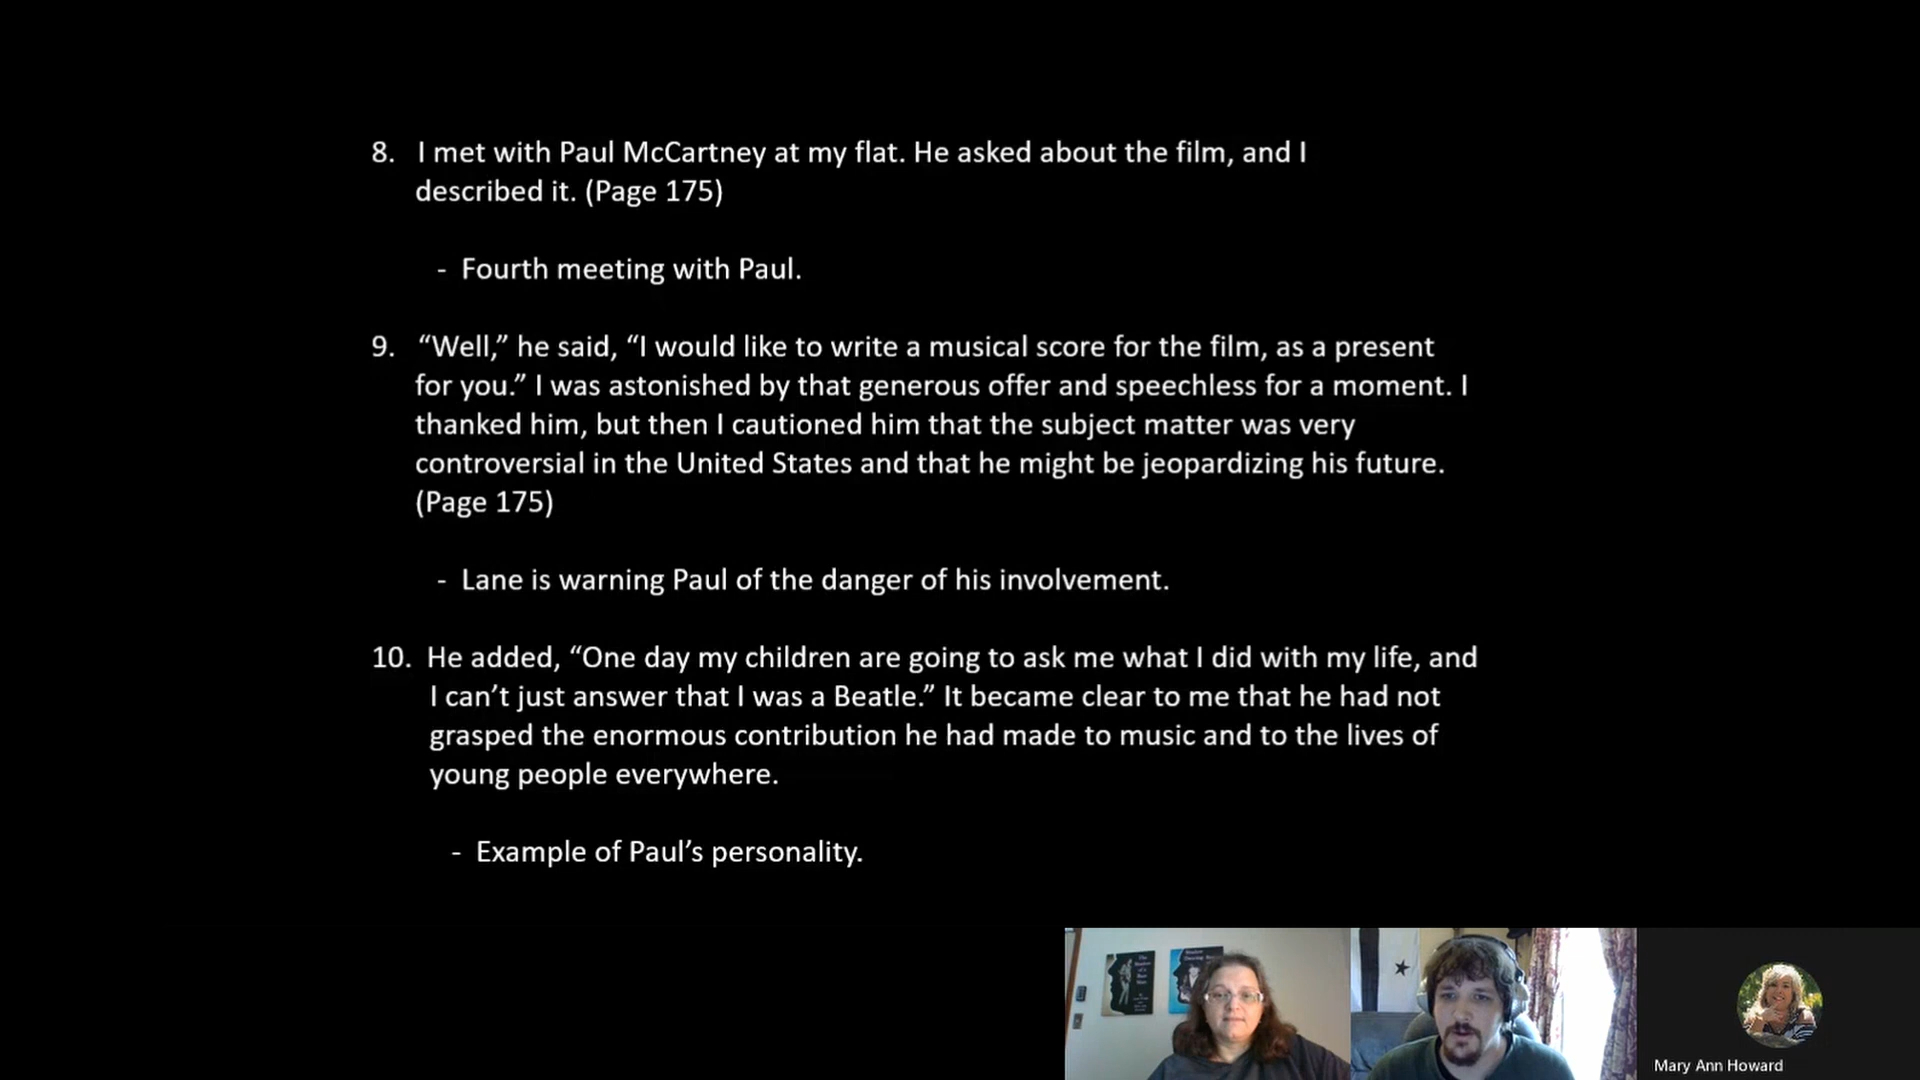 8. I met with Paul McCartney at my flat. He asked about the film, and I
described it. (Page 175)
- Fourth meeting with Paul.
9. “Well,” he said, “I would like to write a musical score for the film, as a present
for you.” I was astonished by that generous offer and speechless for a moment. I
thanked him, but then I cautioned him that the subject matter was very
controversial in the United States and that he might be jeopardizing his future.
(Page 175)
- Lane is warning Paul of the danger of his involvement.
10. He added, “One day my children are going to ask me what I did with my life, and
I can’t just answer that I was a Beatle.” It became clear to me that he had not
grasped the enormous contribution he had made to music and to the lives of
young people everywhere.
- Example of Paul’s personality.
Mary Ann Howard